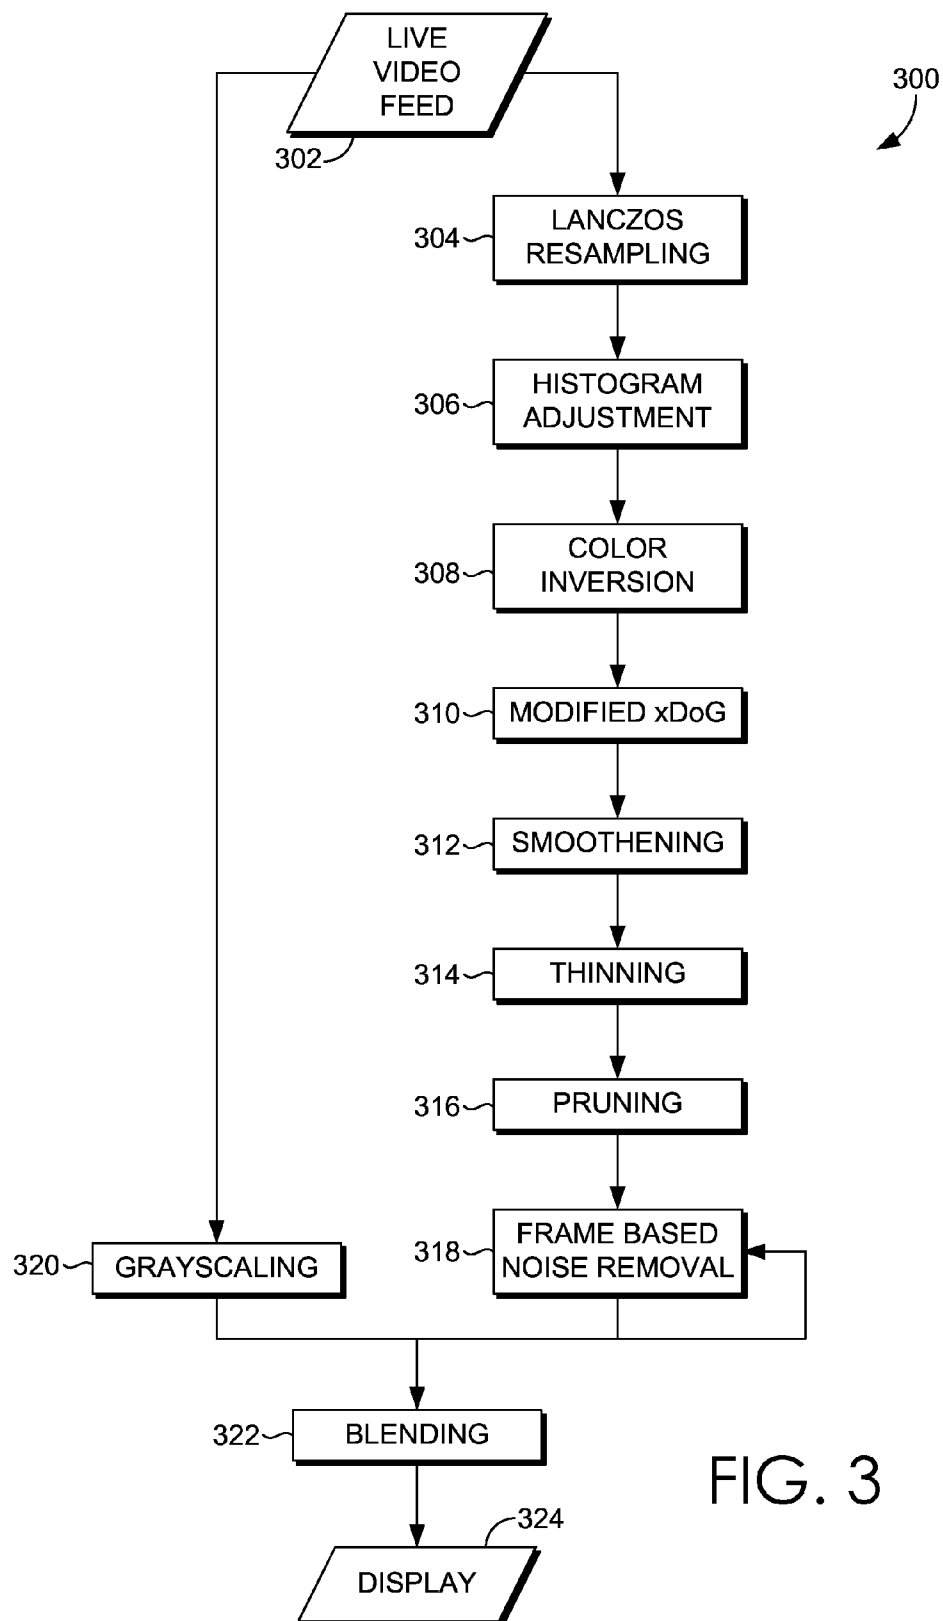 LIVE
VIDEO
FEED
302
300
304
LANCZOS
RESAMPLING
306
HISTOGRAM
ADJUSTMENT
308
COLOR
INVERSION
310
MODIFIED xDoG
312
SMOOTHENING
314
THINNING
316
PRUNING
318
FRAME BASED
NOISE REMOVAL
320
GRAYSCALING
322
BLENDING
324
DISPLAY
FIG. 3